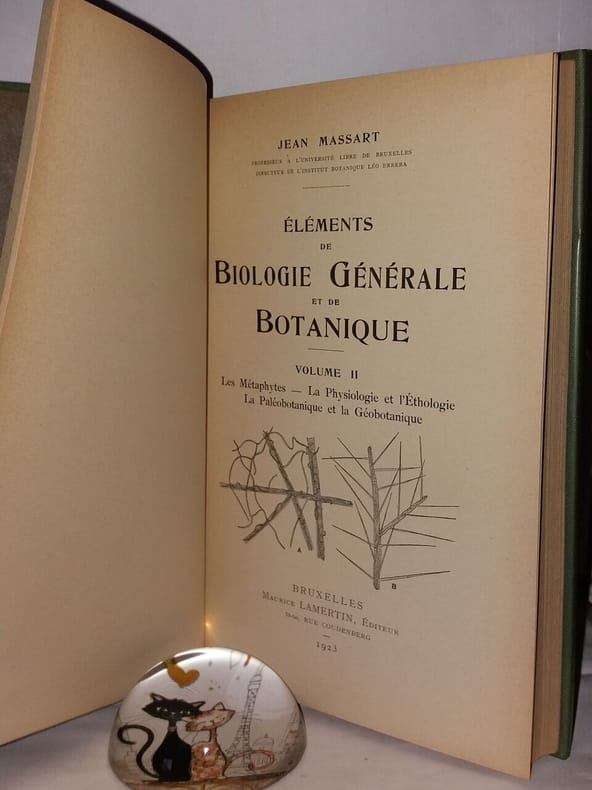 JEAN MASSART
PROFESSEUR À L'UNIVERSITÉ LIBRE DE BRUXELLES
DIRECTEUR DE L'INSTITUT BOTANIQUE LÉO ERRERA
ÉLÉMENTS
DE
BIOLOGIE GÉNÉRALE
ET DE
BOTANIQUE
VOLUME II
Les Métaphytes — La Physiologie et l'Éthologie
La Paléobotanique et la Géobotanique
A
B
BRUXELLES
MAURICE LAMERTIN, ÉDITEUR
RUE COUDENBERG
1923